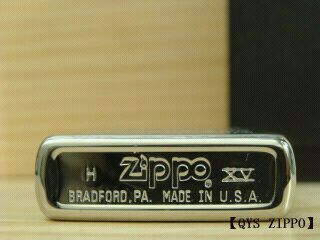 H Zippo XV
BRADFORD, PA. MADE IN U.S.A.
【QYS ZIPPO】